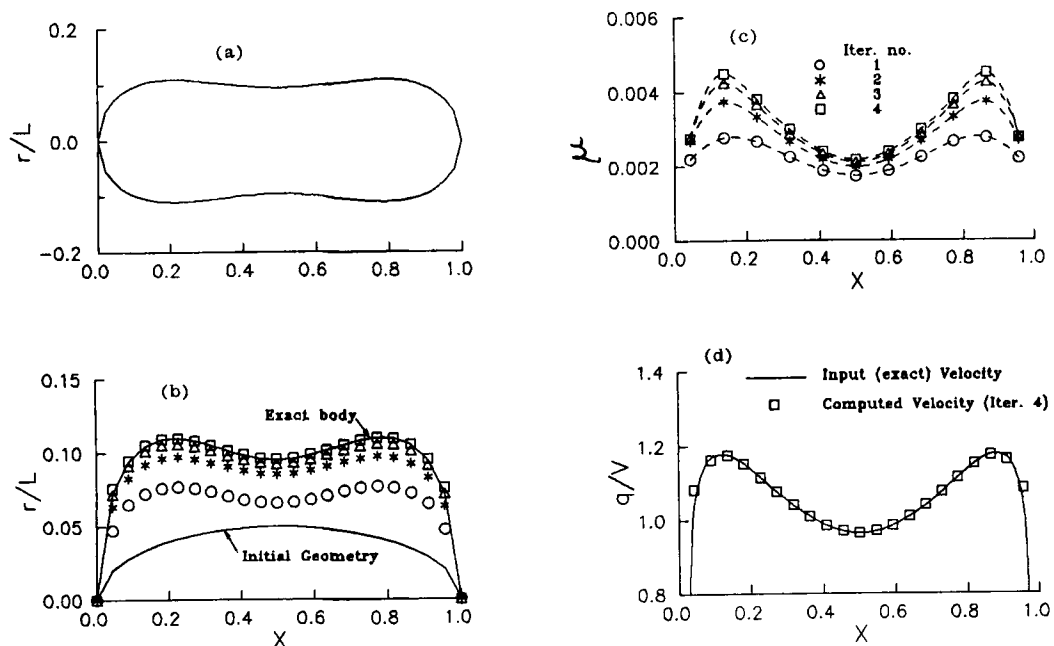 (a)
r/L
0.2
0.0
-0.2
0.0 0.2 0.4 0.6 0.8 1.0
(c)
Iter. no.
1
2
3
4
μ
0.006
0.004
0.002
0.000
0.0 0.2 0.4 0.6 0.8 1.0
X
(b)
Exact body
Initial Geometry
r/L
0.15
0.10
0.05
0.00
0.0 0.2 0.4 0.6 0.8 1.0
X
(d)
Input (exact) Velocity
Computed Velocity (Iter. 4)
q/V
1.4
1.2
1.0
0.8
0.0 0.2 0.4 0.6 0.8 1.0
X